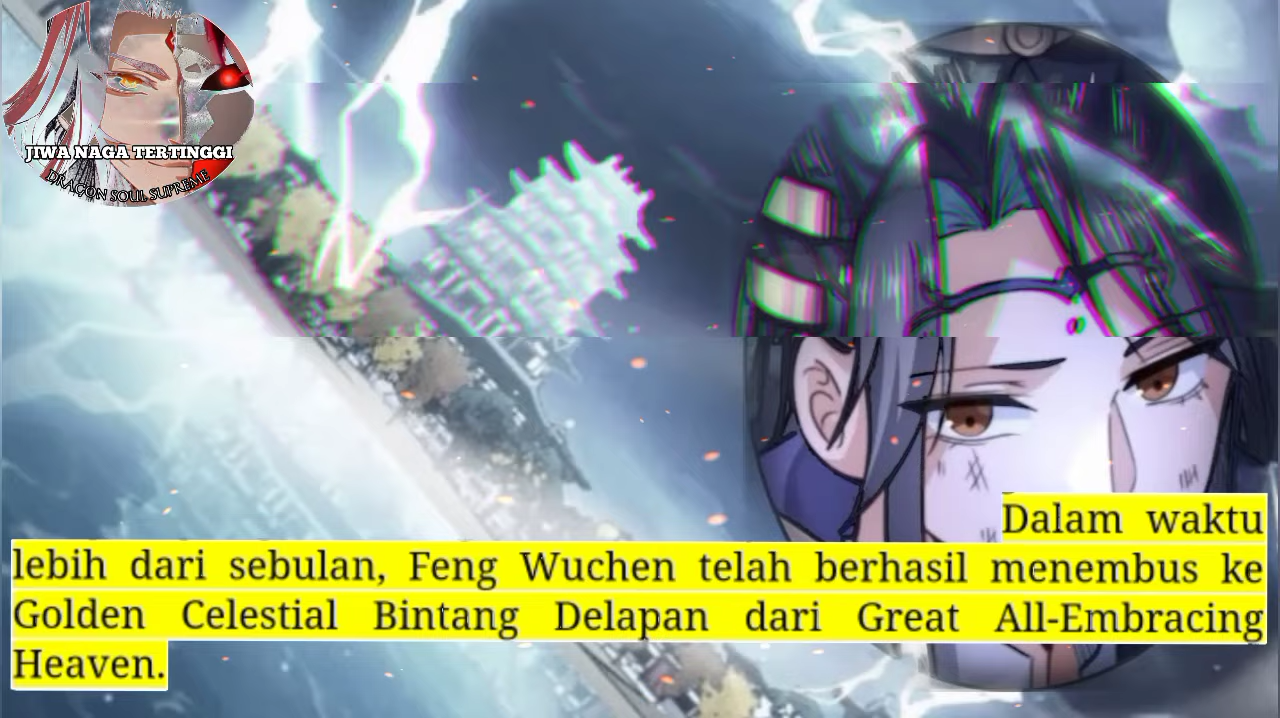 JIWA NAGA TERTINGGI
DRAGON SOUL SUPREME
Dalam waktu
lebih dari sebulan, Feng Wuchen telah berhasil menembus ke
Golden Celestial Bintang Delapan dari Great All-Embracing
Heaven.